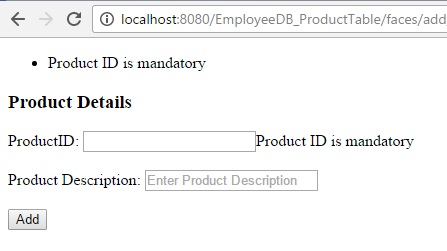 localhost:8080/EmployeeDB_ProductTable/faces/add
Product ID is mandatory
Product Details
ProductID: Product ID is mandatory
Product Description: Enter Product Description
Add